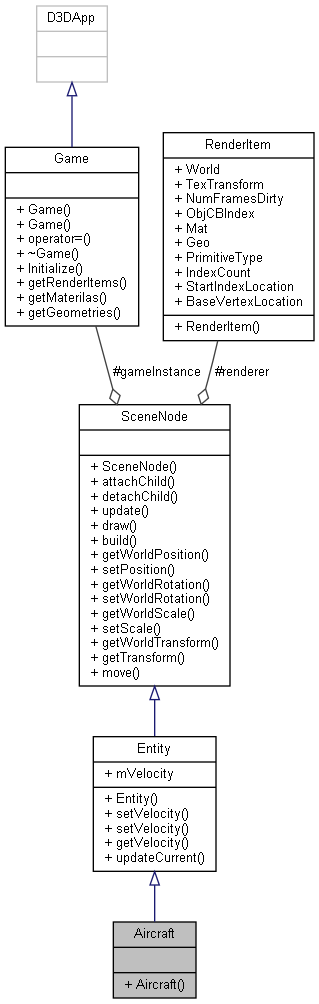 D3DApp
Game
+ Game()
+ Game()
+ operator=()
+ ~Game()
+ Initialize()
+ getRenderItems()
+ getMaterilas()
+ getGeometries()
RenderItem
+ World
+ TexTransform
+ NumFramesDirty
+ ObjCBIndex
+ Mat
+ Geo
+ PrimitiveType
+ IndexCount
+ StartIndexLocation
+ BaseVertexLocation
+ RenderItem()
#gameInstance
#renderer
SceneNode
+ SceneNode()
+ attachChild()
+ detachChild()
+ update()
+ draw()
+ build()
+ getWorldPosition()
+ setPosition()
+ getWorldRotation()
+ setWorldRotation()
+ getWorldScale()
+ setScale()
+ getWorldTransform()
+ getTransform()
+ move()
Entity
+ mVelocity
+ Entity()
+ setVelocity()
+ setVelocity()
+ getVelocity()
+ updateCurrent()
Aircraft
+ Aircraft()